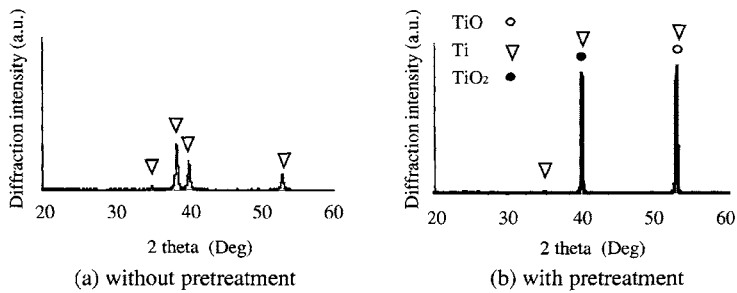 Diffraction intensity (a.u.)
20 30 40 50 60
2 theta (Deg)
(a) without pretreatment
Diffraction intensity (a.u.)
TiO
Ti
TiO₂
20 30 40 50 60
2 theta (Deg)
(b) with pretreatment